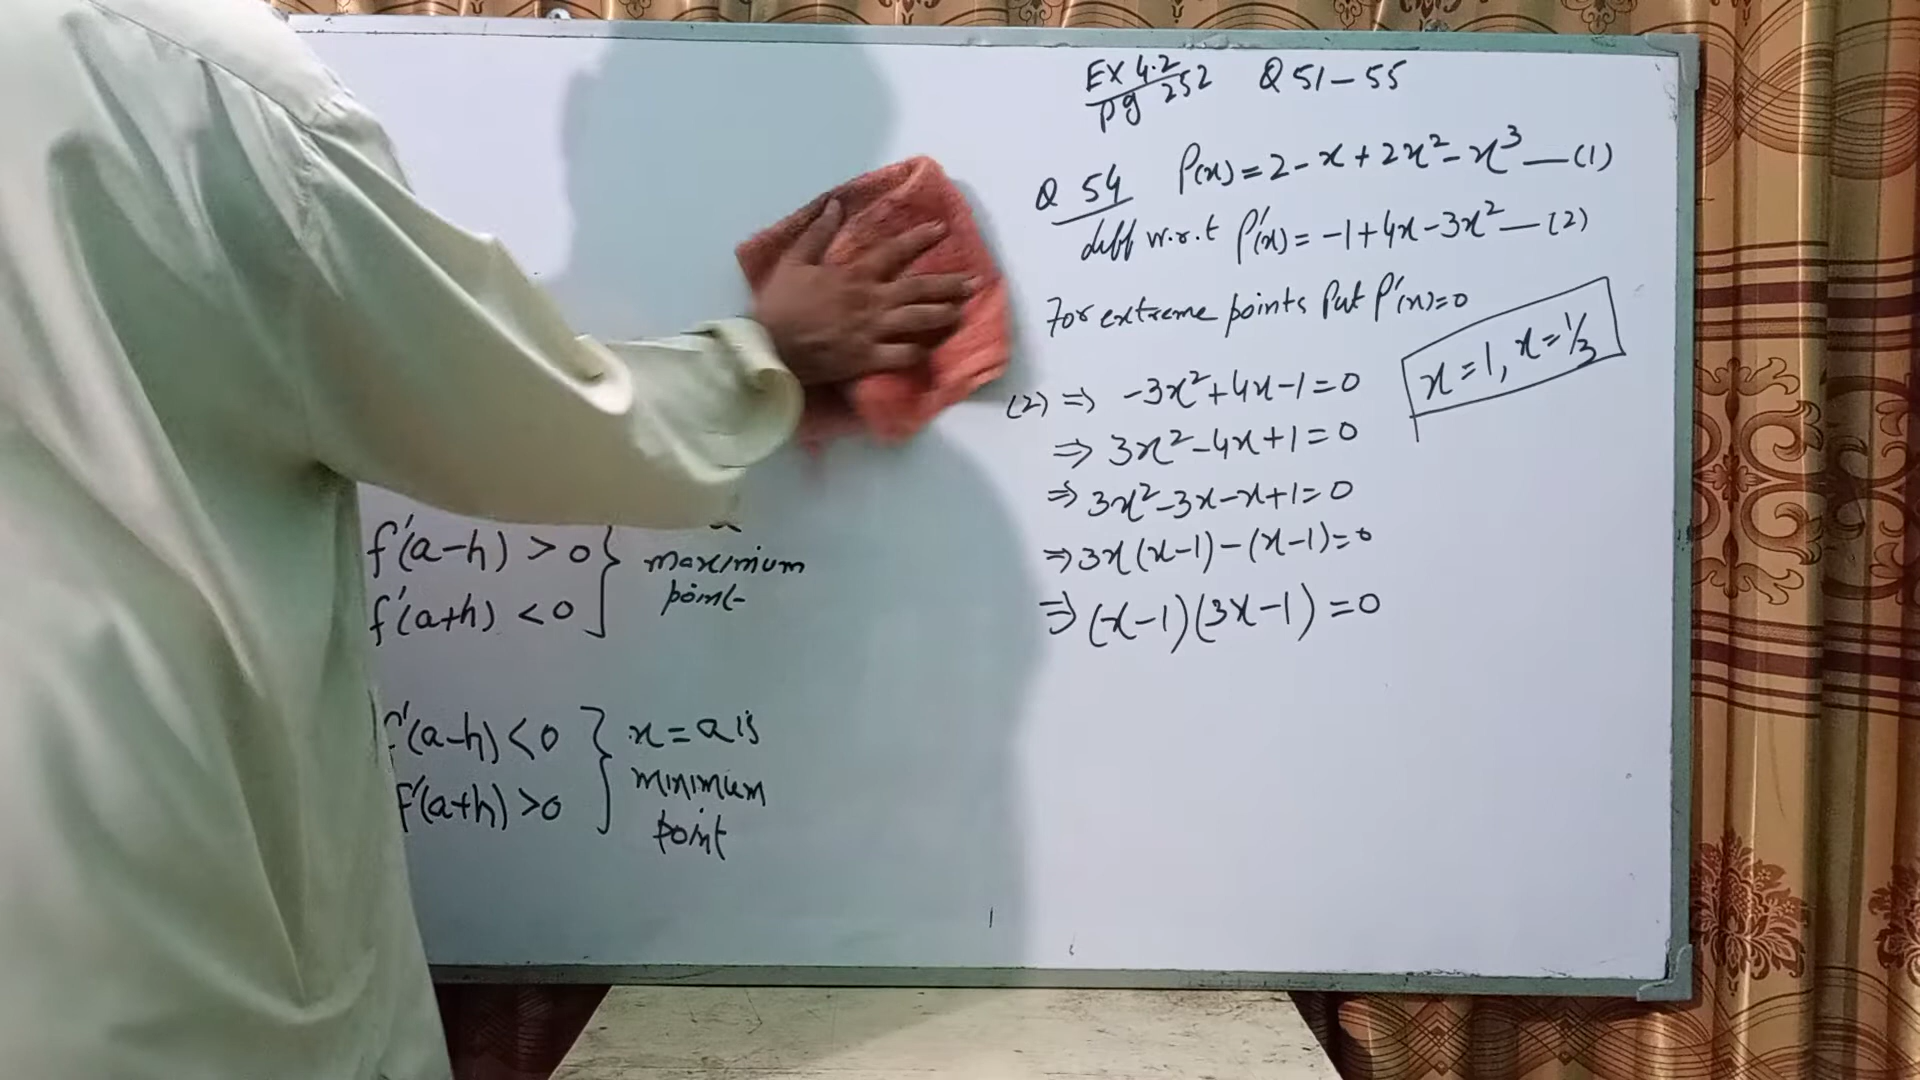 EX 4.2 Q 51-55
pg 252
Q 54 P(x) = 2 - x + 2x² - x³ —(1)
diff w.r.t P'(x) = -1 + 4x - 3x² —(2)
For extreme points Put P'(x)=0
x = 1, x = 1/3
(2) ⇒ -3x² + 4x - 1 = 0
⇒ 3x² - 4x + 1 = 0
⇒ 3x² - 3x - x + 1 = 0
⇒ 3x(x-1) - (x-1) = 0
⇒ (x-1)(3x-1) = 0
f'(a-h) > 0 } maximum
f'(a+h) < 0 point
f'(a-h) < 0 } x = a is
f'(a+h) > 0 minimum
point